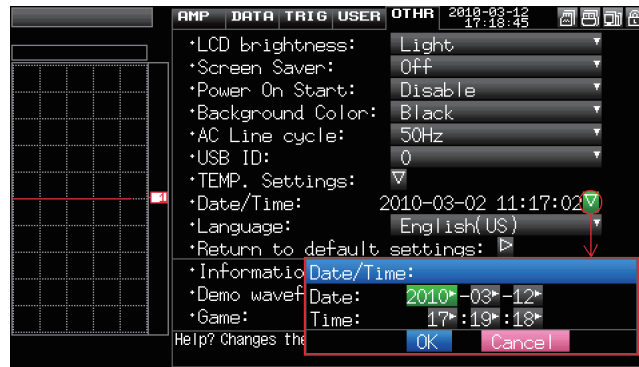 AMP DATA TRIG USER OTHR 2010-03-12
17:18:45
•LCD brightness: Light
•Screen Saver: Off
•Power On Start: Disable
•Background Color: Black
•AC Line cycle: 50Hz
•USB ID: 0
•TEMP. Settings:
1
•Date/Time: 2010-03-02 11:17:02
•Language: English(US)
•Return to default settings:
•Informatio
•Demo wavef
•Game:
Date/Time:
Date: 2010-03-12
Time: 17:19:18
OK Cancel
Help? Changes the